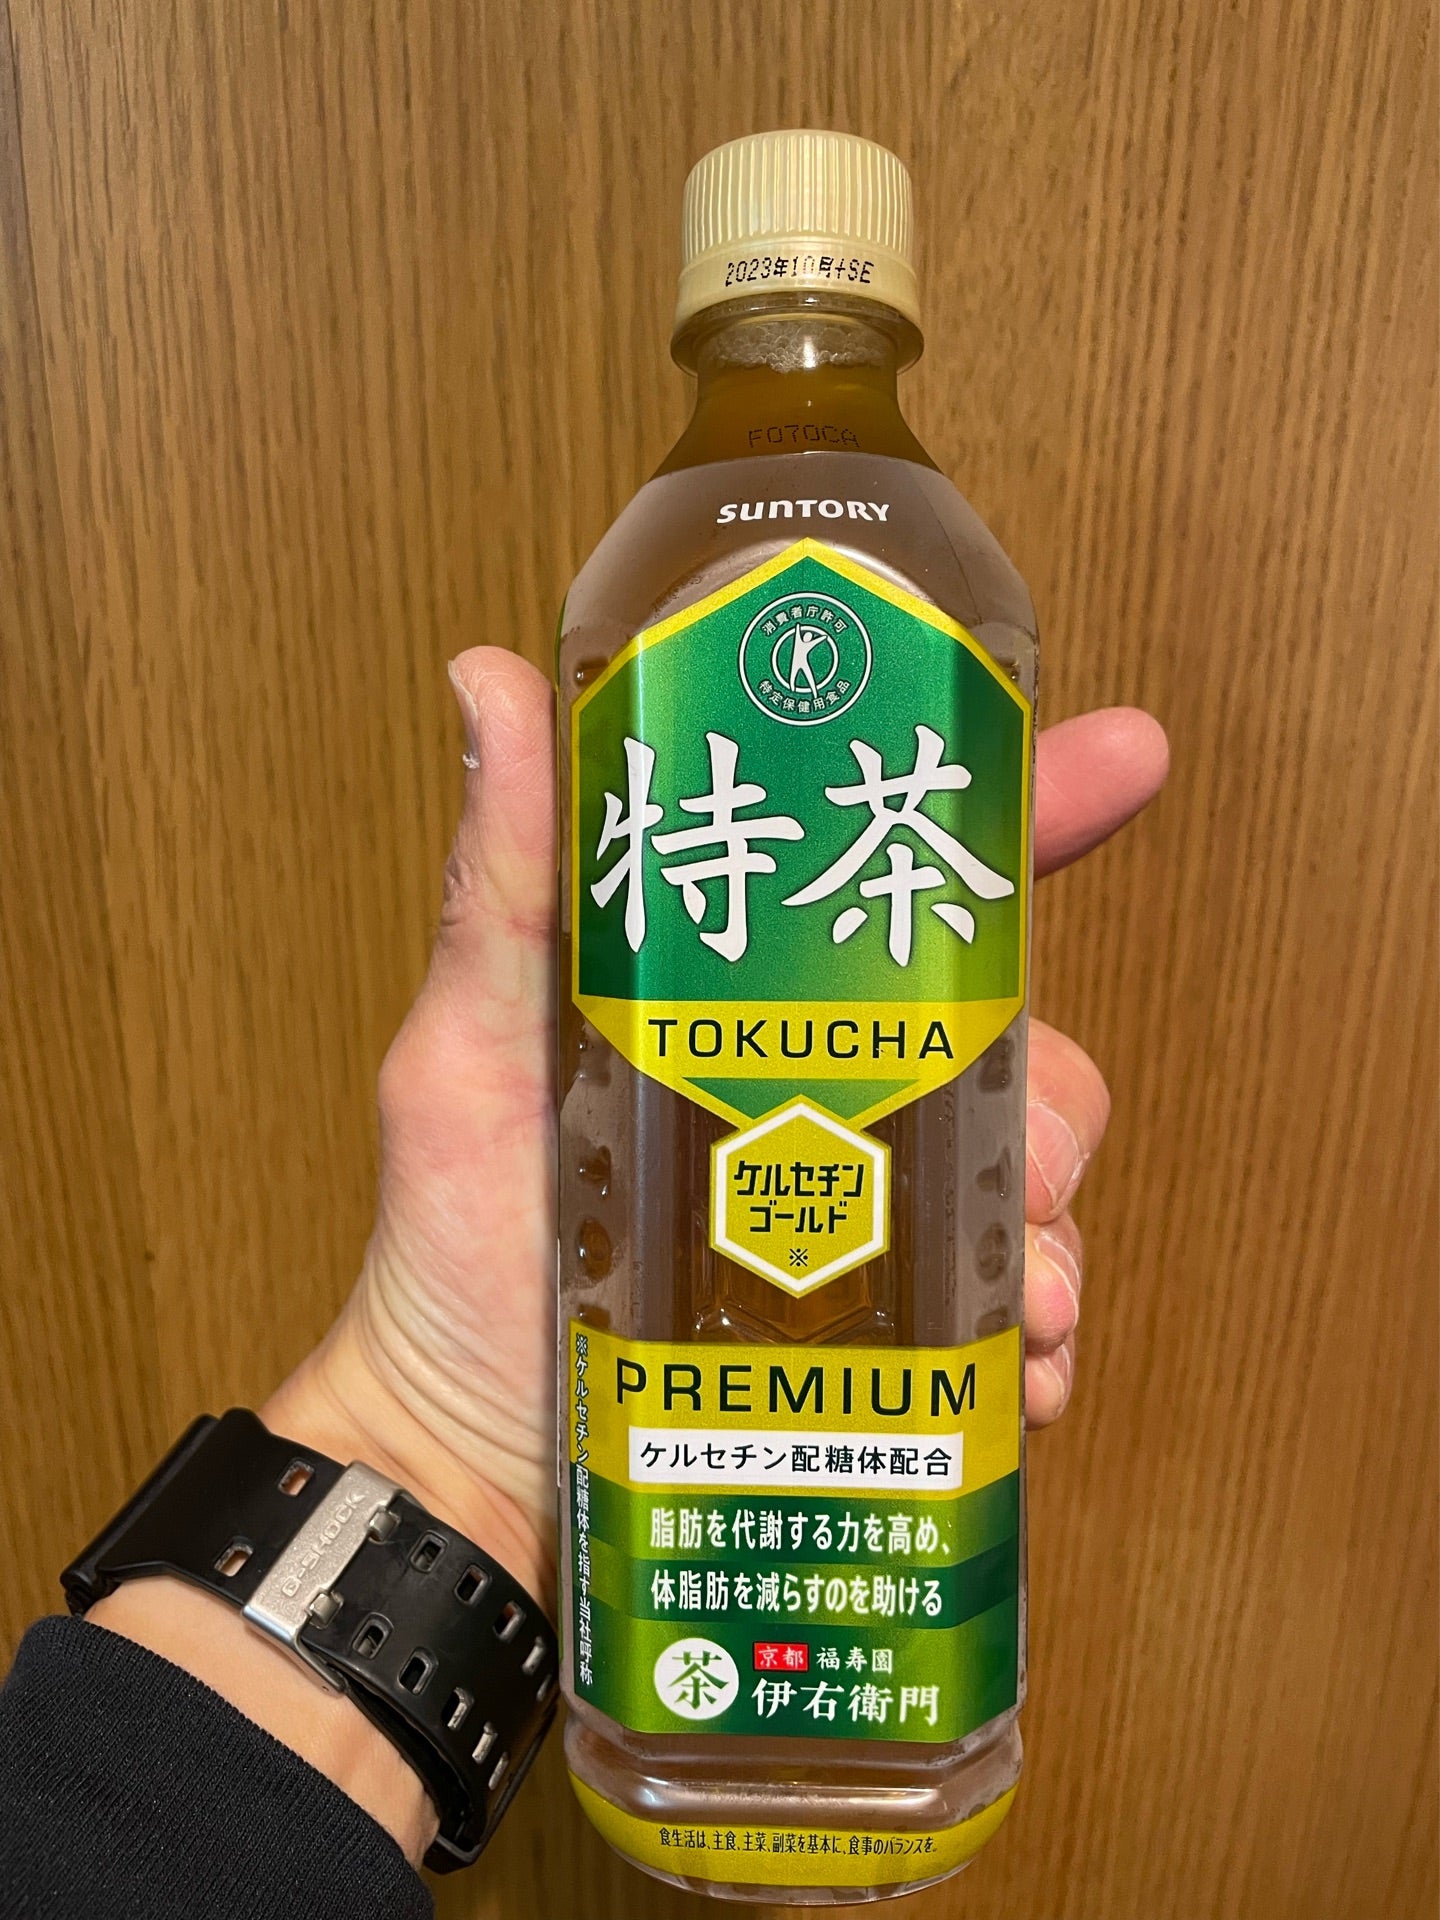 2023年10月/SE
F070CA
SUNTORY
消費者庁許可
特定保健用食品
特茶
TOKUCHA
ケルセチン
ゴールド
※
PREMIUM
ケルセチン配糖体配合
※ケルセチン配糖体を指す当社呼称
脂肪を代謝する力を高め、
体脂肪を減らすのを助ける
茶
京都 福寿園
伊右衛門
食生活は、主食、主菜、副菜を基本に、食事のバランスを。
G-SHOCK